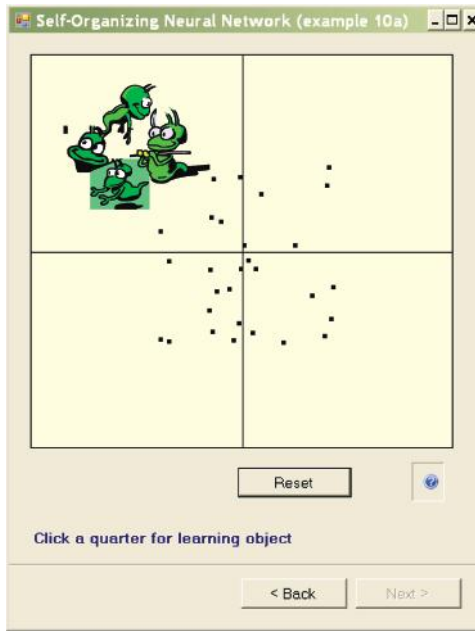 Self-Organizing Neural Network (example 10a)
Reset
Click a quarter for learning object
< Back
Next >